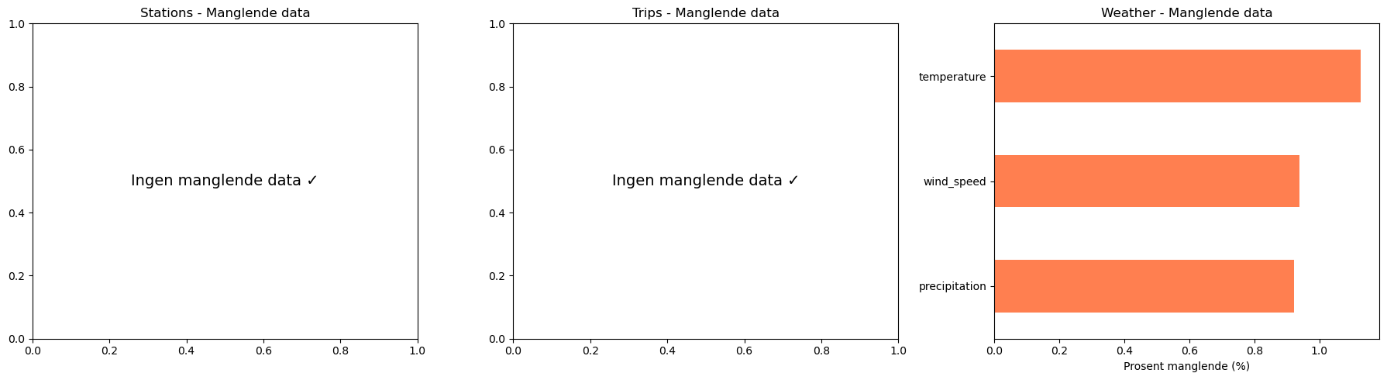 Stations - Manglende data
1.0
0.8
0.6
0.4
0.2
0.0
Ingen manglende data ✓
0.0 0.2 0.4 0.6 0.8 1.0
Trips - Manglende data
1.0
0.8
0.6
0.4
0.2
0.0
Ingen manglende data ✓
0.0 0.2 0.4 0.6 0.8 1.0
Weather - Manglende data
temperature
wind_speed
precipitation
0.0 0.2 0.4 0.6 0.8 1.0
Prosent manglende (%)